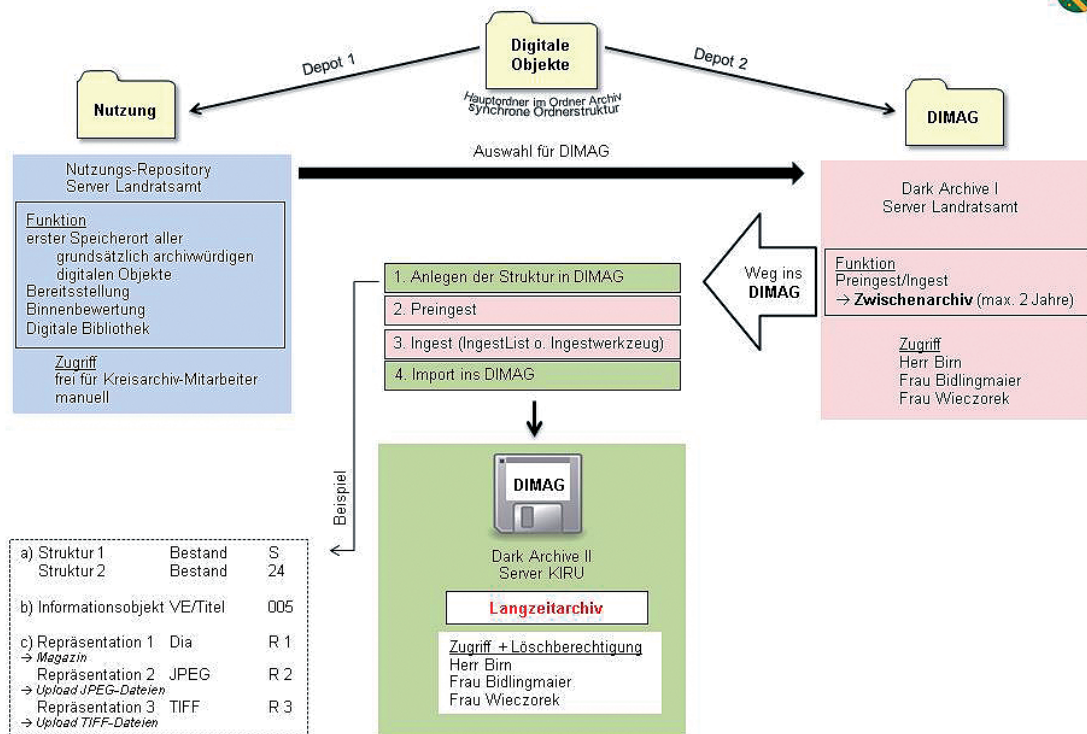 Digitale
Objekte
Hauptordner im Ordner Archiv
synchrone Ordnerstruktur
Depot 1
Depot 2
Nutzung
DIMAG
Auswahl für DIMAG
Nutzungs-Repository
Server Landratsamt
Funktion
erster Speicherort aller
grundsätzlich archivwürdigen
digitalen Objekte
Bereitsstellung
Binnenbewertung
Digitale Bibliothek
Zugriff
frei für Kreisarchiv-Mitarbeiter
manuell
Dark Archive I
Server Landratsamt
Funktion
Preingest/Ingest
→ Zwischenarchiv (max. 2 Jahre)
Zugriff
Herr Birn
Frau Bidlingmaier
Frau Wieczorek
Weg ins
DIMAG
1. Anlegen der Struktur in DIMAG
2. Preingest
3. Ingest (IngestList o. Ingestwerkzeug)
4. Import ins DIMAG
Beispiel
DIMAG
Dark Archive II
Server KIRU
Langzeitarchiv
Zugriff + Löschberechtigung
Herr Birn
Frau Bidlingmaier
Frau Wieczorek
a) Struktur 1 Bestand S
Struktur 2 Bestand 24
b) Informationsobjekt VE/Titel 005
c) Repräsentation 1 Dia R 1
→ Magazin
Repräsentation 2 JPEG R 2
→ Upload JPEG-Dateien
Repräsentation 3 TIFF R 3
→ Upload TIFF-Dateien